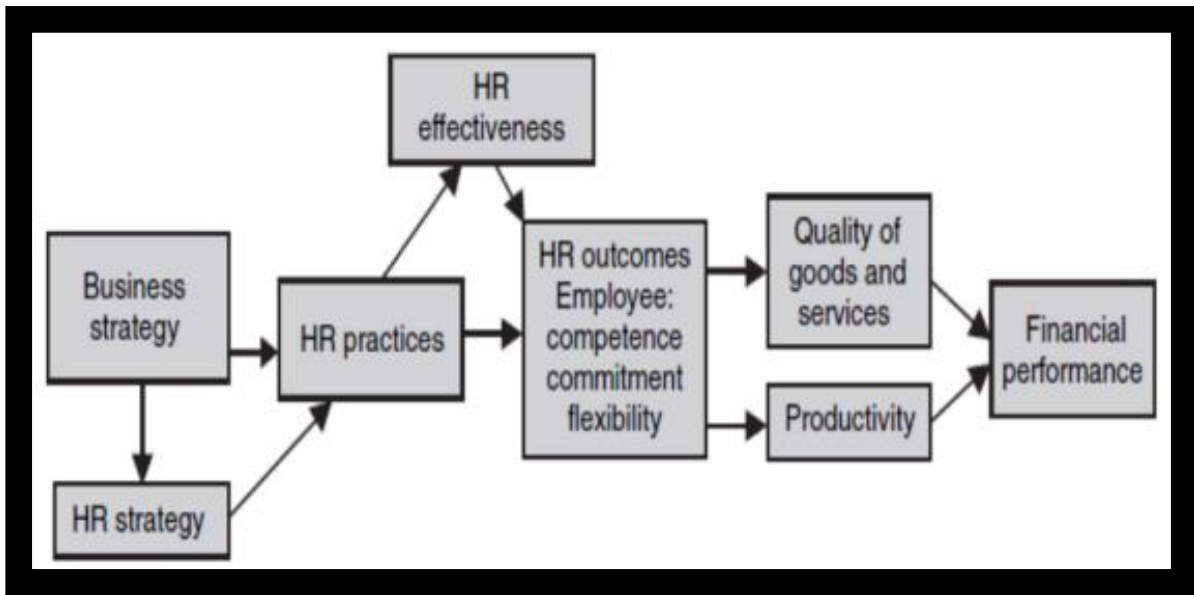 HR
effectiveness
Business
strategy
HR practices
HR outcomes
Employee:
competence
commitment
flexibility
Quality of
goods and
services
Financial
performance
Productivity
HR strategy